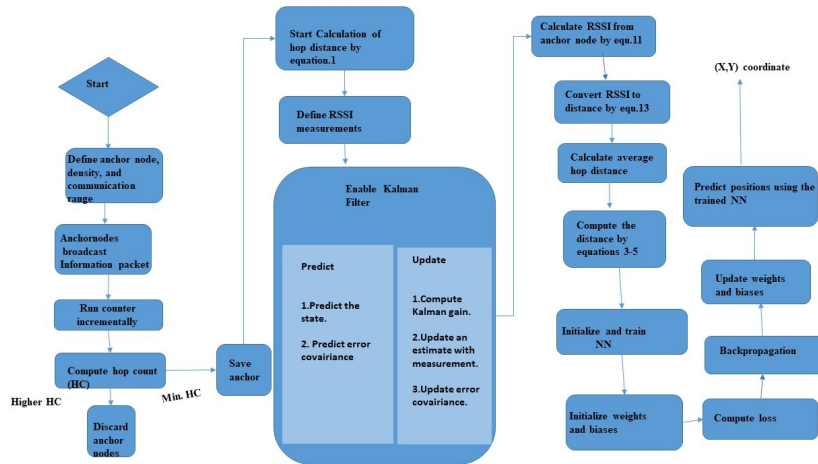 Start
Define anchor node,
density, and
communication
range
Anchornodes
broadcast
Information packet
Run counter
incrementally
Compute hop count
(HC)
Higher HC
Min. HC
Discard
anchor
nodes
Save
anchor
Start Calculation of
hop distance by
equation.1
Define RSSI
measurements
Enable Kalman
Filter
Predict
1.Predict the
state.
2. Predict error
covairiance
Update
1.Compute
Kalman gain.
2.Update an
estimate with
measurement.
3.Update error
covairiance.
Calculate RSSI from
anchor node by equ.11
Convert RSSI to
distance by equ.13
Calculate average
hop distance
Compute the
distance by
equations 3-5
Initialize and train
NN
Initialize weights
and biases
Compute loss
Backpropagation
Update weights
and biases
Predict positions using the
trained NN
(X,Y) coordinate